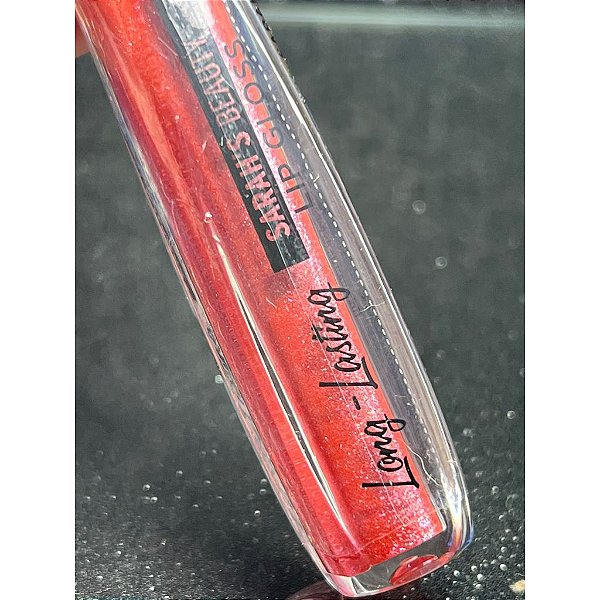 SARAH'S BEAUTY
LIP GLOSS
Long - Lasting